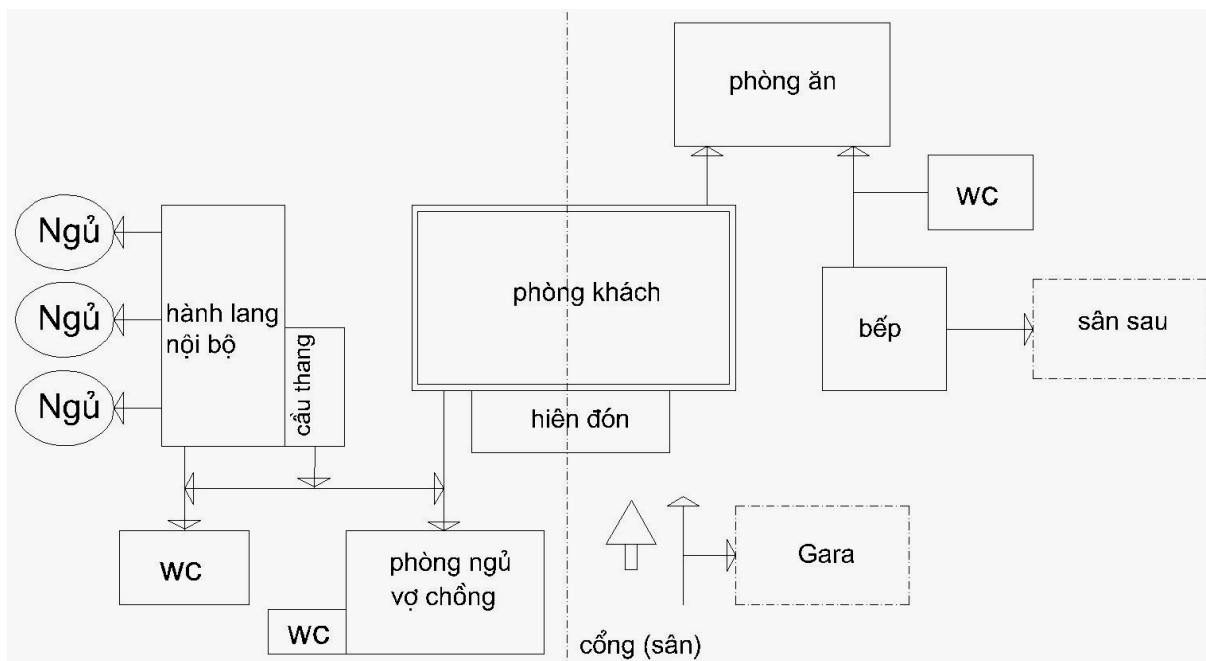 phòng ăn
WC
Ngủ
Ngủ
Ngủ
hành lang
nội bộ
cầu thang
phòng khách
hiên đón
bếp
sân sau
WC
phòng ngủ
vợ chồng
WC
Gara
cổng (sân)